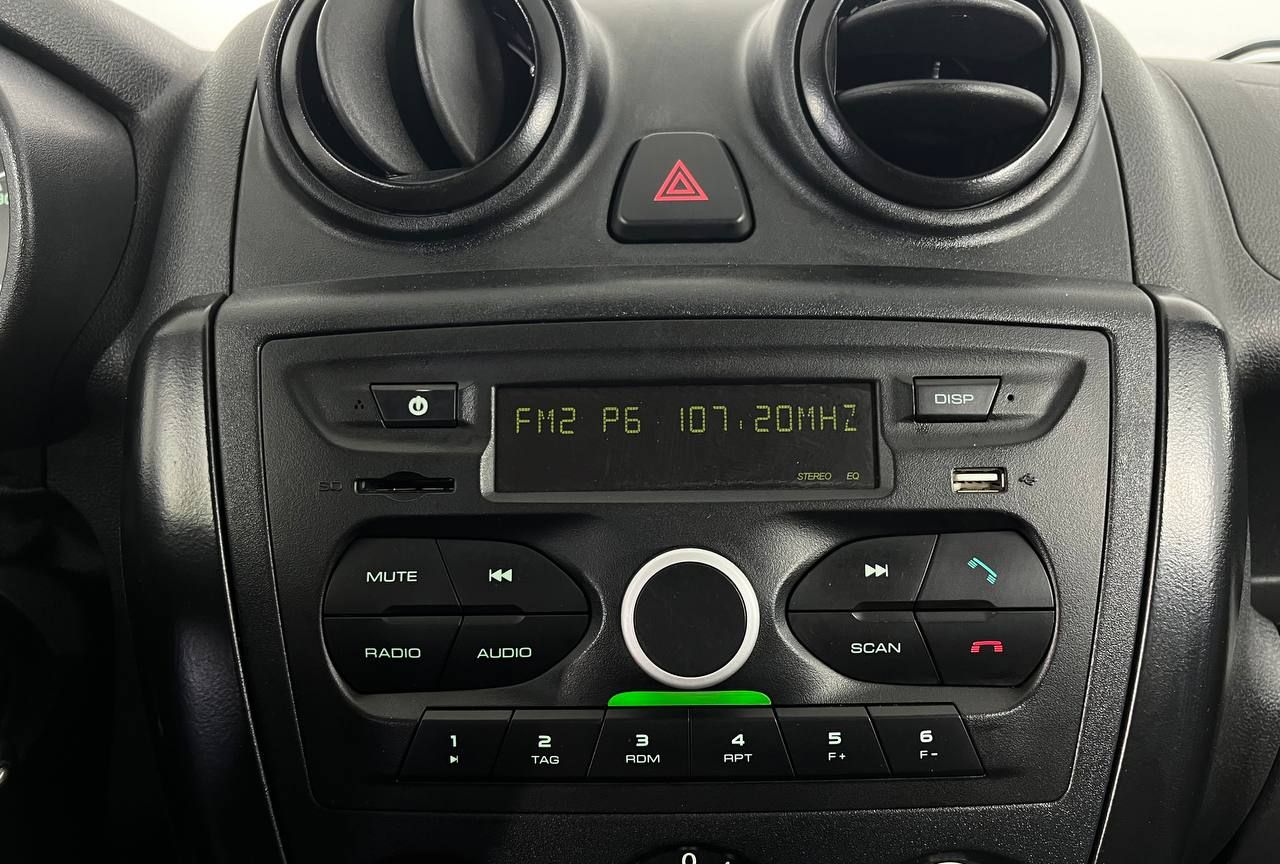 FM2 P6 107.20MHZ
DISP
STEREO EQ
SD
MUTE
RADIO
AUDIO
SCAN
1
2 TAG
3 RDM
4 RPT
5 F+
6 F-
0